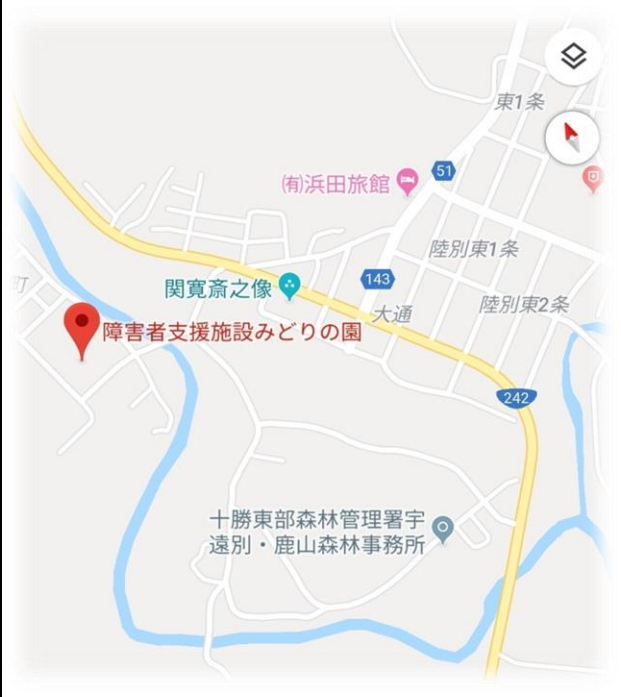 東1条
51
㈲浜田旅館
陸別東1条
143
関寛斎之像
町
陸別東2条
大通
障害者支援施設みどりの園
242
十勝東部森林管理署宇
遠別・鹿山森林事務所